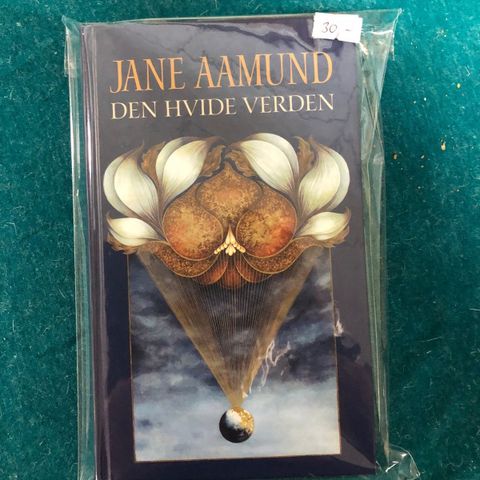 30,-
JANE AAMUND
DEN HVIDE VERDEN